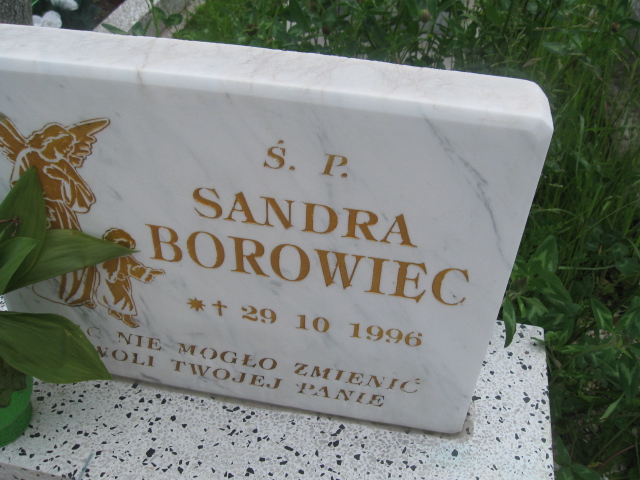 Ś. P.
SANDRA
BOROWIEC
*† 29 10 1996
C NIE MOGŁO ZMIENIĆ
WOLI TWOJEJ PANIE